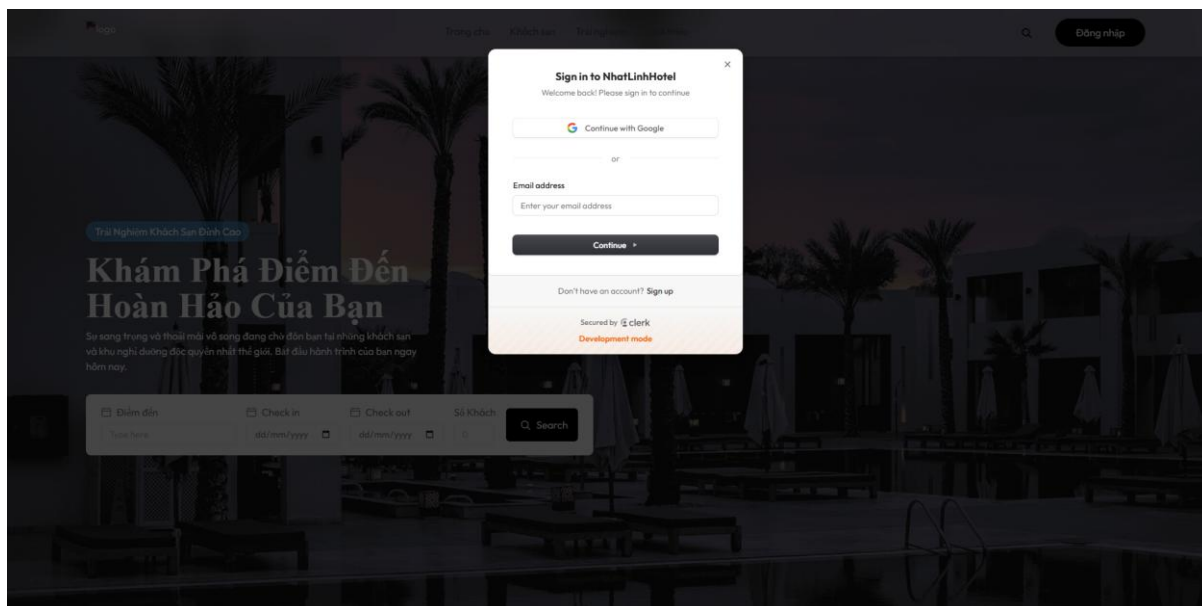 logo
Trang chủ Khách sạn Trải nghiệm
Đăng nhập
Sign in to NhatLinhHotel
Welcome back! Please sign in to continue
Continue with Google
or
Email address
Enter your email address
Continue
Don't have an account? Sign up
Secured by clerk
Development mode
Trải Nghiệm Khách Sạn Đỉnh Cao
Khám Phá Điểm Đến
Hoàn Hảo Của Bạn
Sự sang trọng và thoải mái vô song đang chờ đón bạn tại những khách sạn
và khu nghỉ dưỡng độc quyền nhất thế giới. Bắt đầu hành trình của bạn ngay
hôm nay.
Điểm đến Check in Check out Số Khách
Type here dd/mm/yyyy dd/mm/yyyy 0
Search